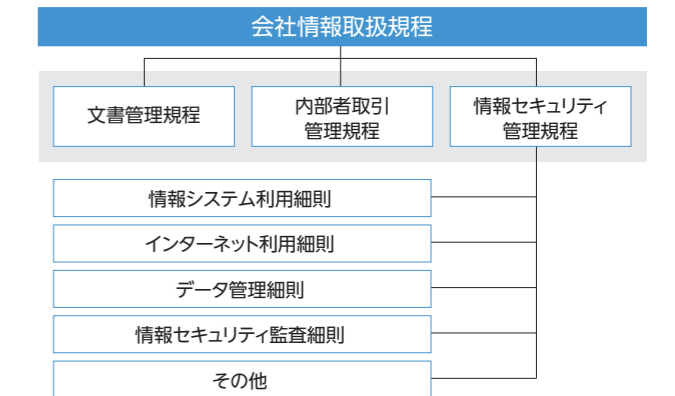 会社情報取扱規程
文書管理規程
内部者取引
管理規程
情報セキュリティ
管理規程
情報システム利用細則
インターネット利用細則
データ管理細則
情報セキュリティ監査細則
その他